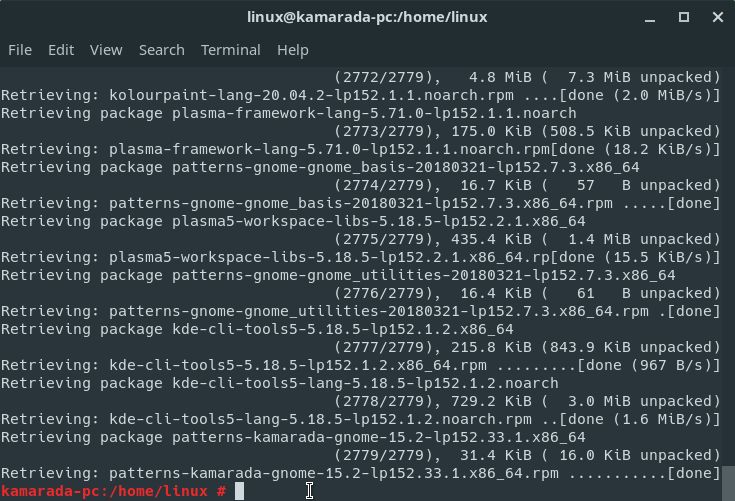 linux@kamarada-pc:/home/linux
File Edit View Search Terminal Help
(2772/2779),   4.8 MiB (  7.3 MiB unpacked)
Retrieving: kolourpaint-lang-20.04.2-lp152.1.1.noarch.rpm ....[done (2.0 MiB/s)]
Retrieving package plasma-framework-lang-5.71.0-lp152.1.1.noarch
(2773/2779), 175.0 KiB (508.5 KiB unpacked)
Retrieving: plasma-framework-lang-5.71.0-lp152.1.1.noarch.rpm[done (18.2 KiB/s)]
Retrieving package patterns-gnome-gnome_basis-20180321-lp152.7.3.x86_64
(2774/2779),  16.7 KiB (   57   B unpacked)
Retrieving: patterns-gnome-gnome_basis-20180321-lp152.7.3.x86_64.rpm .....[done]
Retrieving package plasma5-workspace-libs-5.18.5-lp152.2.1.x86_64
(2775/2779), 435.4 KiB (  1.4 MiB unpacked)
Retrieving: plasma5-workspace-libs-5.18.5-lp152.2.1.x86_64.rp[done (15.5 KiB/s)]
Retrieving package patterns-gnome-gnome_utilities-20180321-lp152.7.3.x86_64
(2776/2779),  16.4 KiB (   61   B unpacked)
Retrieving: patterns-gnome-gnome_utilities-20180321-lp152.7.3.x86_64.rpm .[done]
Retrieving package kde-cli-tools5-5.18.5-lp152.1.2.x86_64
(2777/2779), 215.8 KiB (843.9 KiB unpacked)
Retrieving: kde-cli-tools5-5.18.5-lp152.1.2.x86_64.rpm .........[done (967 B/s)]
Retrieving package kde-cli-tools5-lang-5.18.5-lp152.1.2.noarch
(2778/2779), 729.2 KiB (  3.0 MiB unpacked)
Retrieving: kde-cli-tools5-lang-5.18.5-lp152.1.2.noarch.rpm ..[done (1.6 MiB/s)]
Retrieving package patterns-kamarada-gnome-15.2-lp152.33.1.x86_64
(2779/2779),  31.4 KiB ( 16.0 KiB unpacked)
Retrieving: patterns-kamarada-gnome-15.2-lp152.33.1.x86_64.rpm ...........[done]
kamarada-pc:/home/linux #